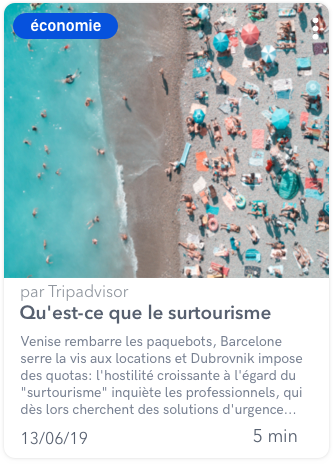 économie
par Tripadvisor
Qu'est-ce que le surtourisme
Venise rembarre les paquebots, Barcelone
serre la vis aux locations et Dubrovnik impose
des quotas: l'hostilité croissante à l'égard du
"surtourisme" inquiète les professionnels, qui
dès lors cherchent des solutions d'urgence...
13/06/19
5 min